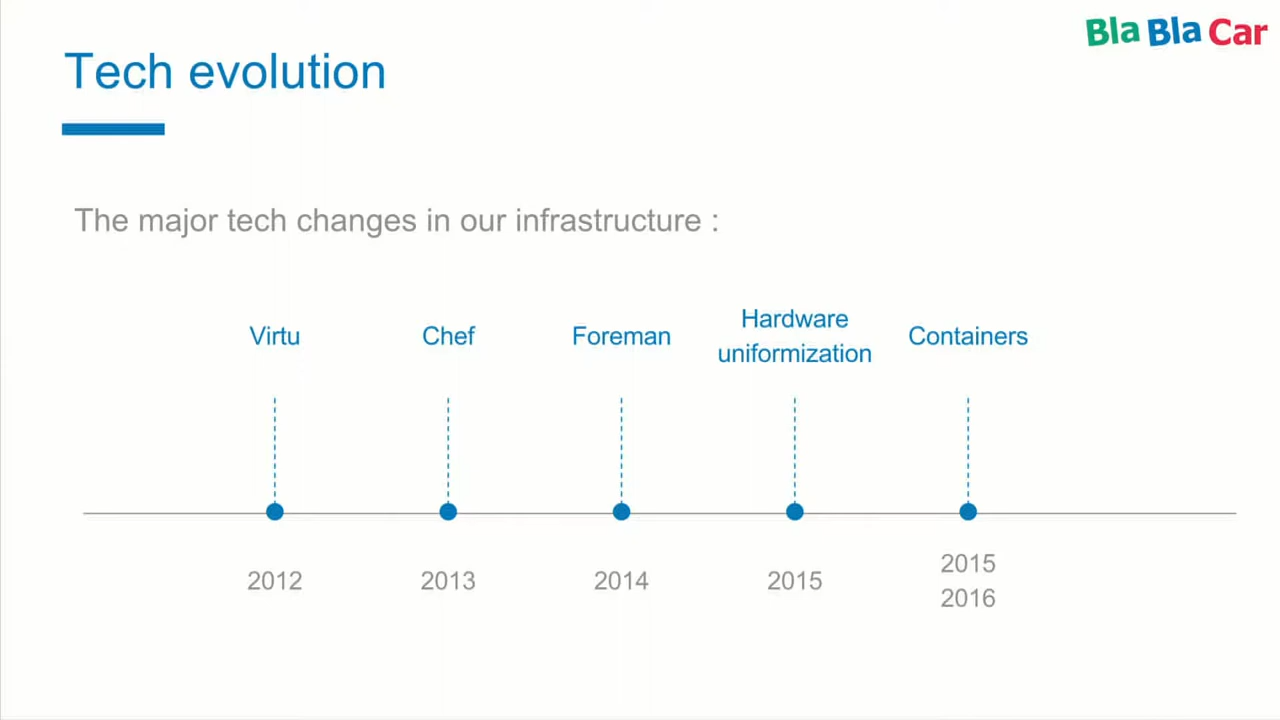 Bla Bla Car
Tech evolution
The major tech changes in our infrastructure :
Virtu
Chef
Foreman
Hardware
uniformization
Containers
2012
2013
2014
2015
2015
2016